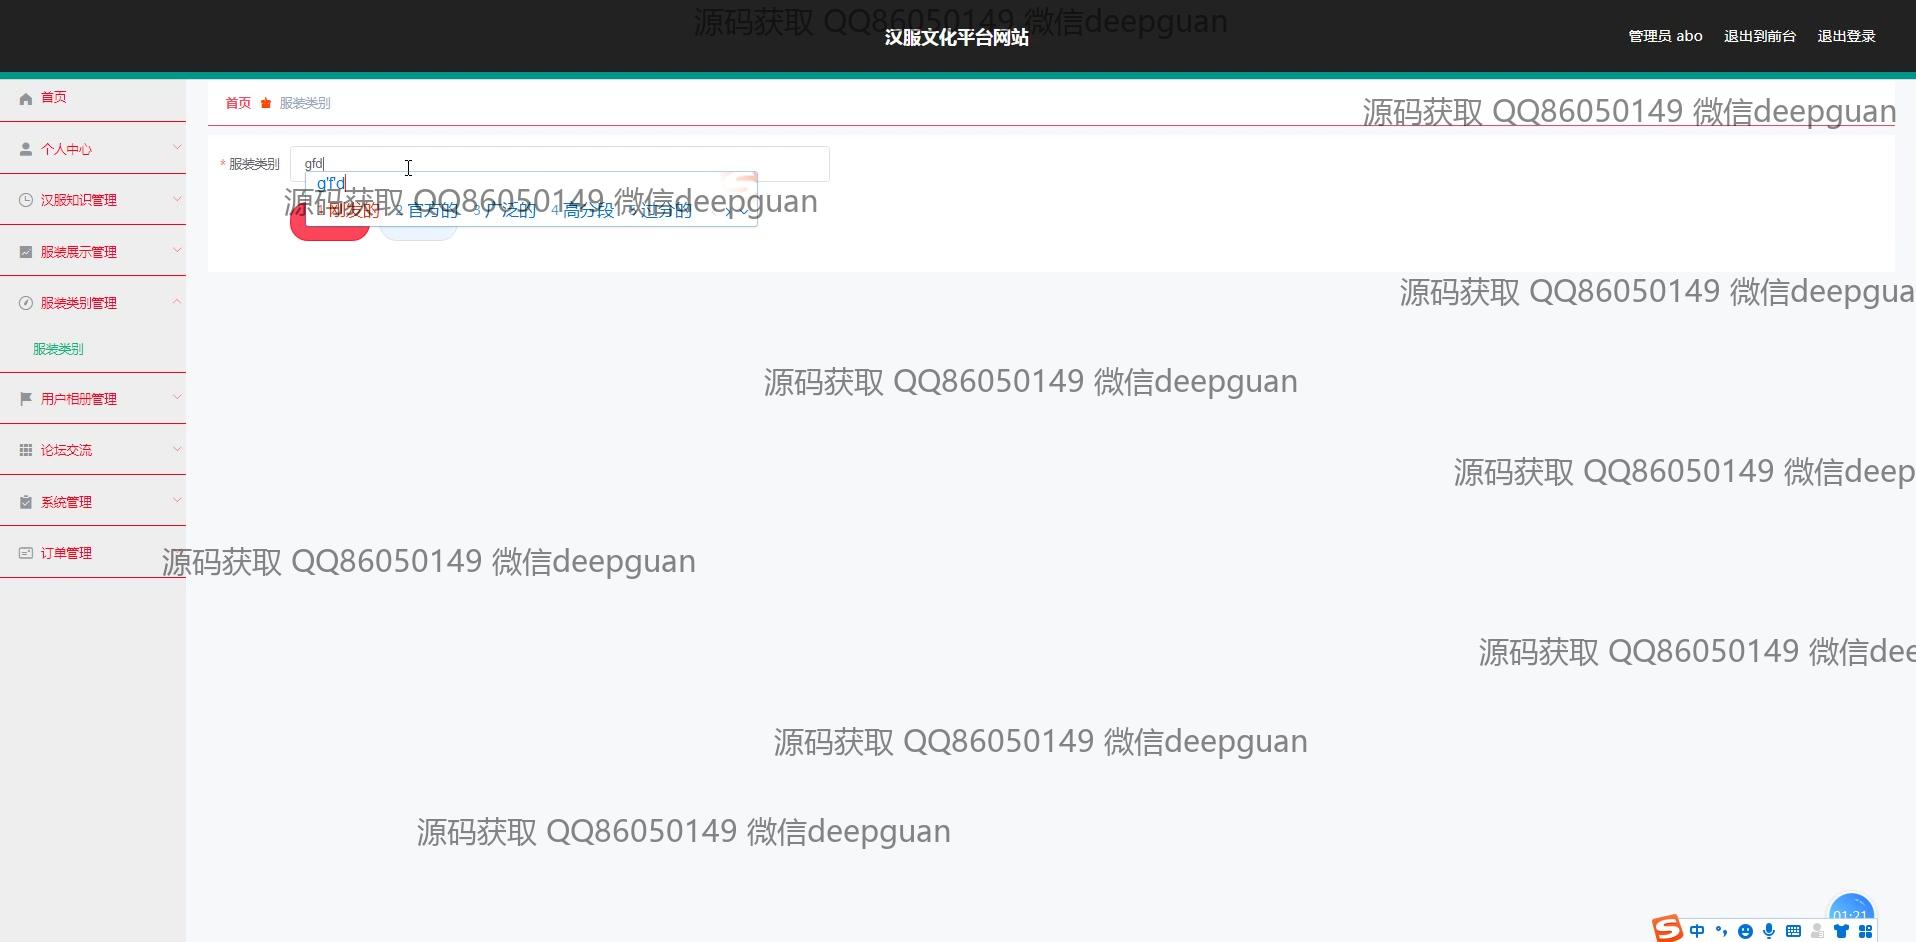 源码获取 QQ86050149 微信deepguan
汉服文化平台网站
管理员 abo
退出到前台
退出登录
首页
个人中心
汉服知识管理
服装展示管理
服装类别管理
服装类别
用户相册管理
论坛交流
系统管理
订单管理
首页
服装类别
源码获取 QQ86050149 微信deepguan
* 服装类别
gfd
g'f'd
源码获取 QQ86050149 微信deepguan
1 刚发的 2 官方的 3 广泛的 4 高分段 5 过分的
源码获取 QQ86050149 微信deepgua
源码获取 QQ86050149 微信deepguan
源码获取 QQ86050149 微信deep
源码获取 QQ86050149 微信deepguan
源码获取 QQ86050149 微信dee
源码获取 QQ86050149 微信deepguan
源码获取 QQ86050149 微信deepguan
01:21
中